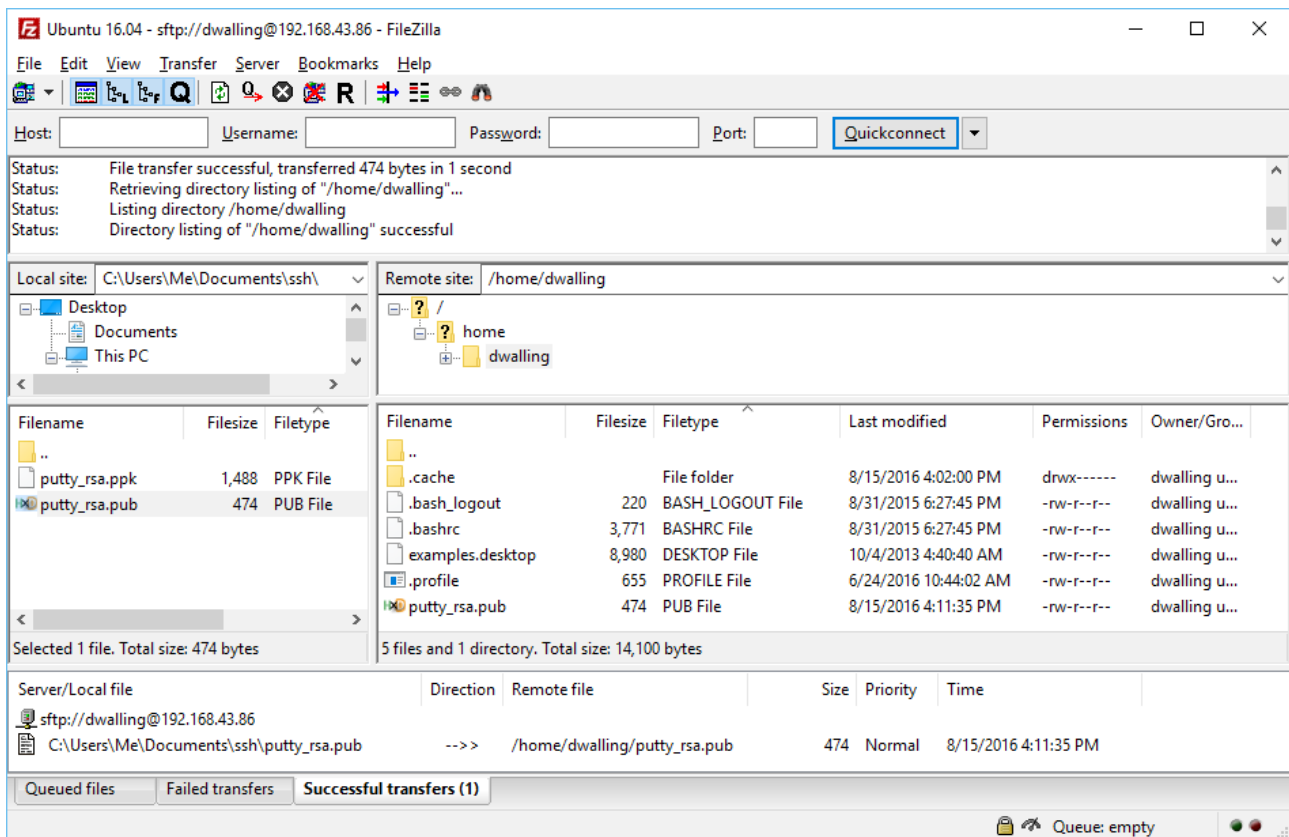 Ubuntu 16.04 - sftp://dwalling@192.168.43.86 - FileZilla
File Edit View Transfer Server Bookmarks Help
Host: Username: Password: Port: Quickconnect
Status: File transfer successful, transferred 474 bytes in 1 second
Status: Retrieving directory listing of "/home/dwalling"...
Status: Listing directory /home/dwalling
Status: Directory listing of "/home/dwalling" successful
Local site: C:\Users\Me\Documents\ssh\
Desktop
Documents
This PC
Remote site: /home/dwalling
/
home
dwalling
Filename Filesize Filetype
..
putty_rsa.ppk 1,488 PPK File
putty_rsa.pub 474 PUB File
Selected 1 file. Total size: 474 bytes
Filename Filesize Filetype Last modified Permissions Owner/Gro...
..
.cache File folder 8/15/2016 4:02:00 PM drwx------ dwalling u...
.bash_logout 220 BASH_LOGOUT File 8/31/2015 6:27:45 PM -rw-r--r-- dwalling u...
.bashrc 3,771 BASHRC File 8/31/2015 6:27:45 PM -rw-r--r-- dwalling u...
examples.desktop 8,980 DESKTOP File 10/4/2013 4:40:40 AM -rw-r--r-- dwalling u...
.profile 655 PROFILE File 6/24/2016 10:44:02 AM -rw-r--r-- dwalling u...
putty_rsa.pub 474 PUB File 8/15/2016 4:11:35 PM -rw-r--r-- dwalling u...
5 files and 1 directory. Total size: 14,100 bytes
Server/Local file Direction Remote file Size Priority Time
sftp://dwalling@192.168.43.86
C:\Users\Me\Documents\ssh\putty_rsa.pub -->> /home/dwalling/putty_rsa.pub 474 Normal 8/15/2016 4:11:35 PM
Queued files Failed transfers Successful transfers (1)
Queue: empty